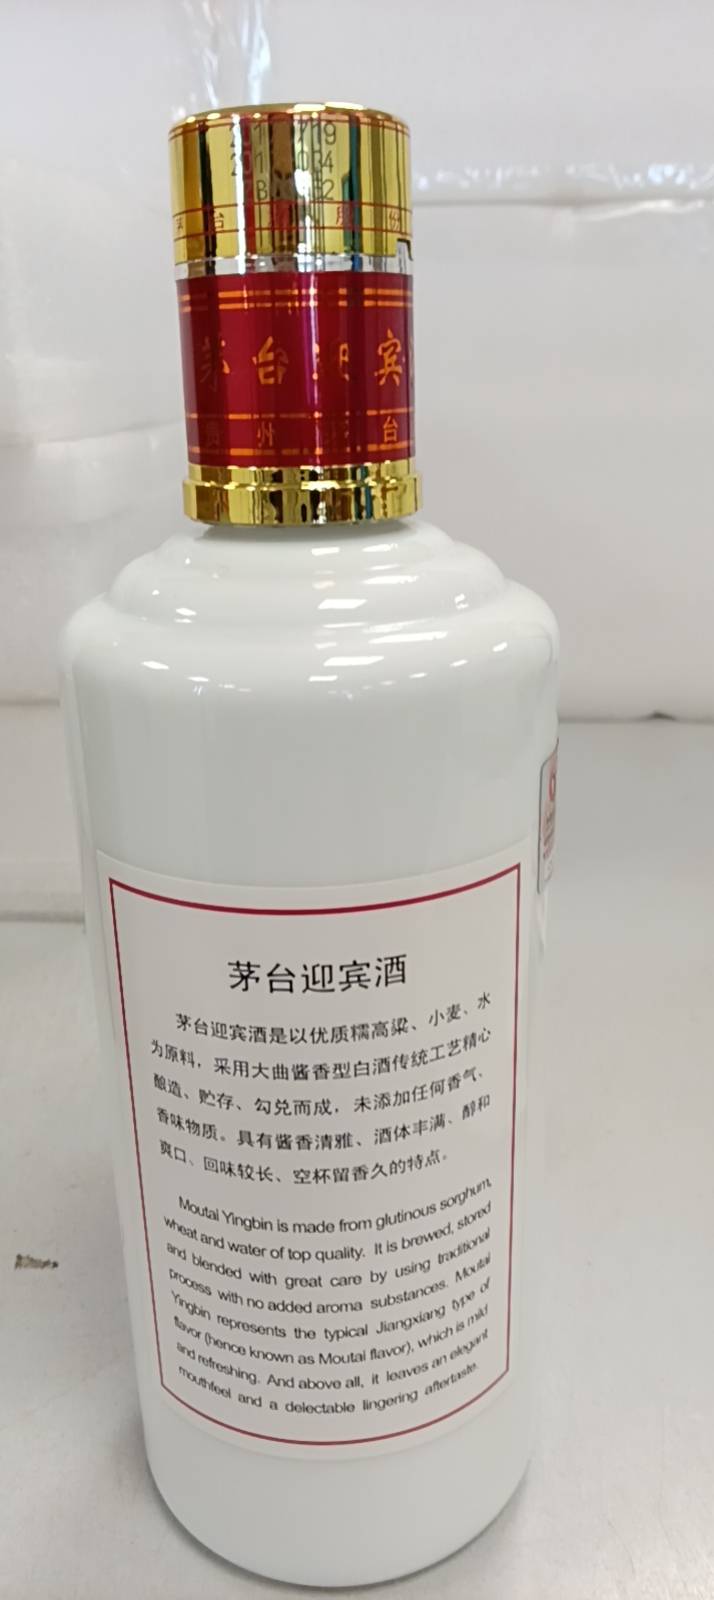 茅台迎宾
州 台
茅台迎宾酒
茅台迎宾酒是以优质糯高粱、小麦、水
为原料，采用大曲酱香型白酒传统工艺精心
酿造、贮存、勾兑而成，未添加任何香气、
香味物质。具有酱香清雅、酒体丰满、醇和
爽口、回味较长、空杯留香久的特点。
Moutai Yingbin is made from glutinous sorghum,
wheat and water of top quality. It is brewed, stored
and blended with great care by using traditional
process with no added aroma substances. Moutai
Yingbin represents the typical Jiangxiang type of
flavor (hence known as Moutai flavor), which is mild
and refreshing. And above all, it leaves an elegant
mouthfeel and a delectable lingering aftertaste.